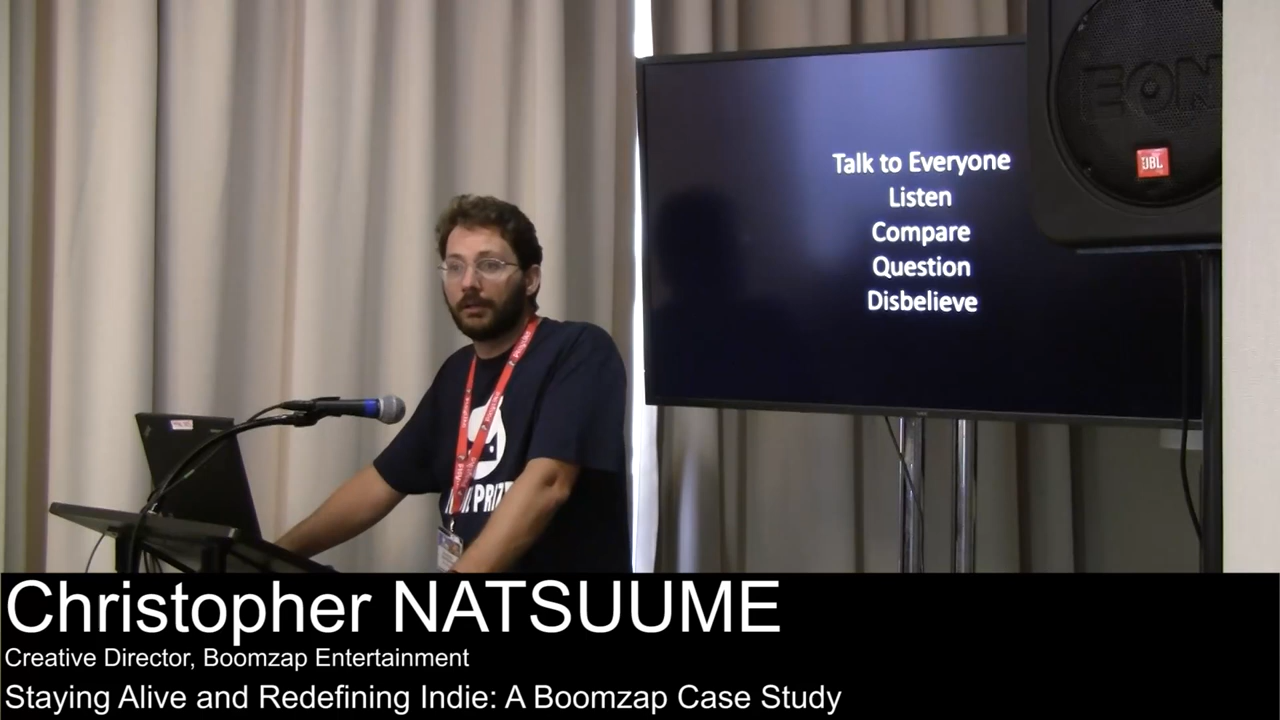 Talk to Everyone
Listen
Compare
Question
Disbelieve
EON
JBL
Christopher NATSUUME
Creative Director, Boomzap Entertainment
Staying Alive and Redefining Indie: A Boomzap Case Study